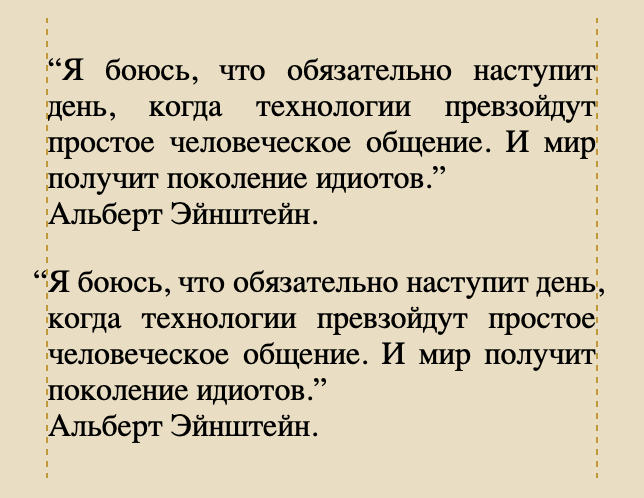 “Я боюсь, что обязательно наступит
день, когда технологии превзойдут
простое человеческое общение. И мир
получит поколение идиотов.”
Альберт Эйнштейн.
“Я боюсь, что обязательно наступит день,
когда технологии превзойдут простое
человеческое общение. И мир получит
поколение идиотов.”
Альберт Эйнштейн.